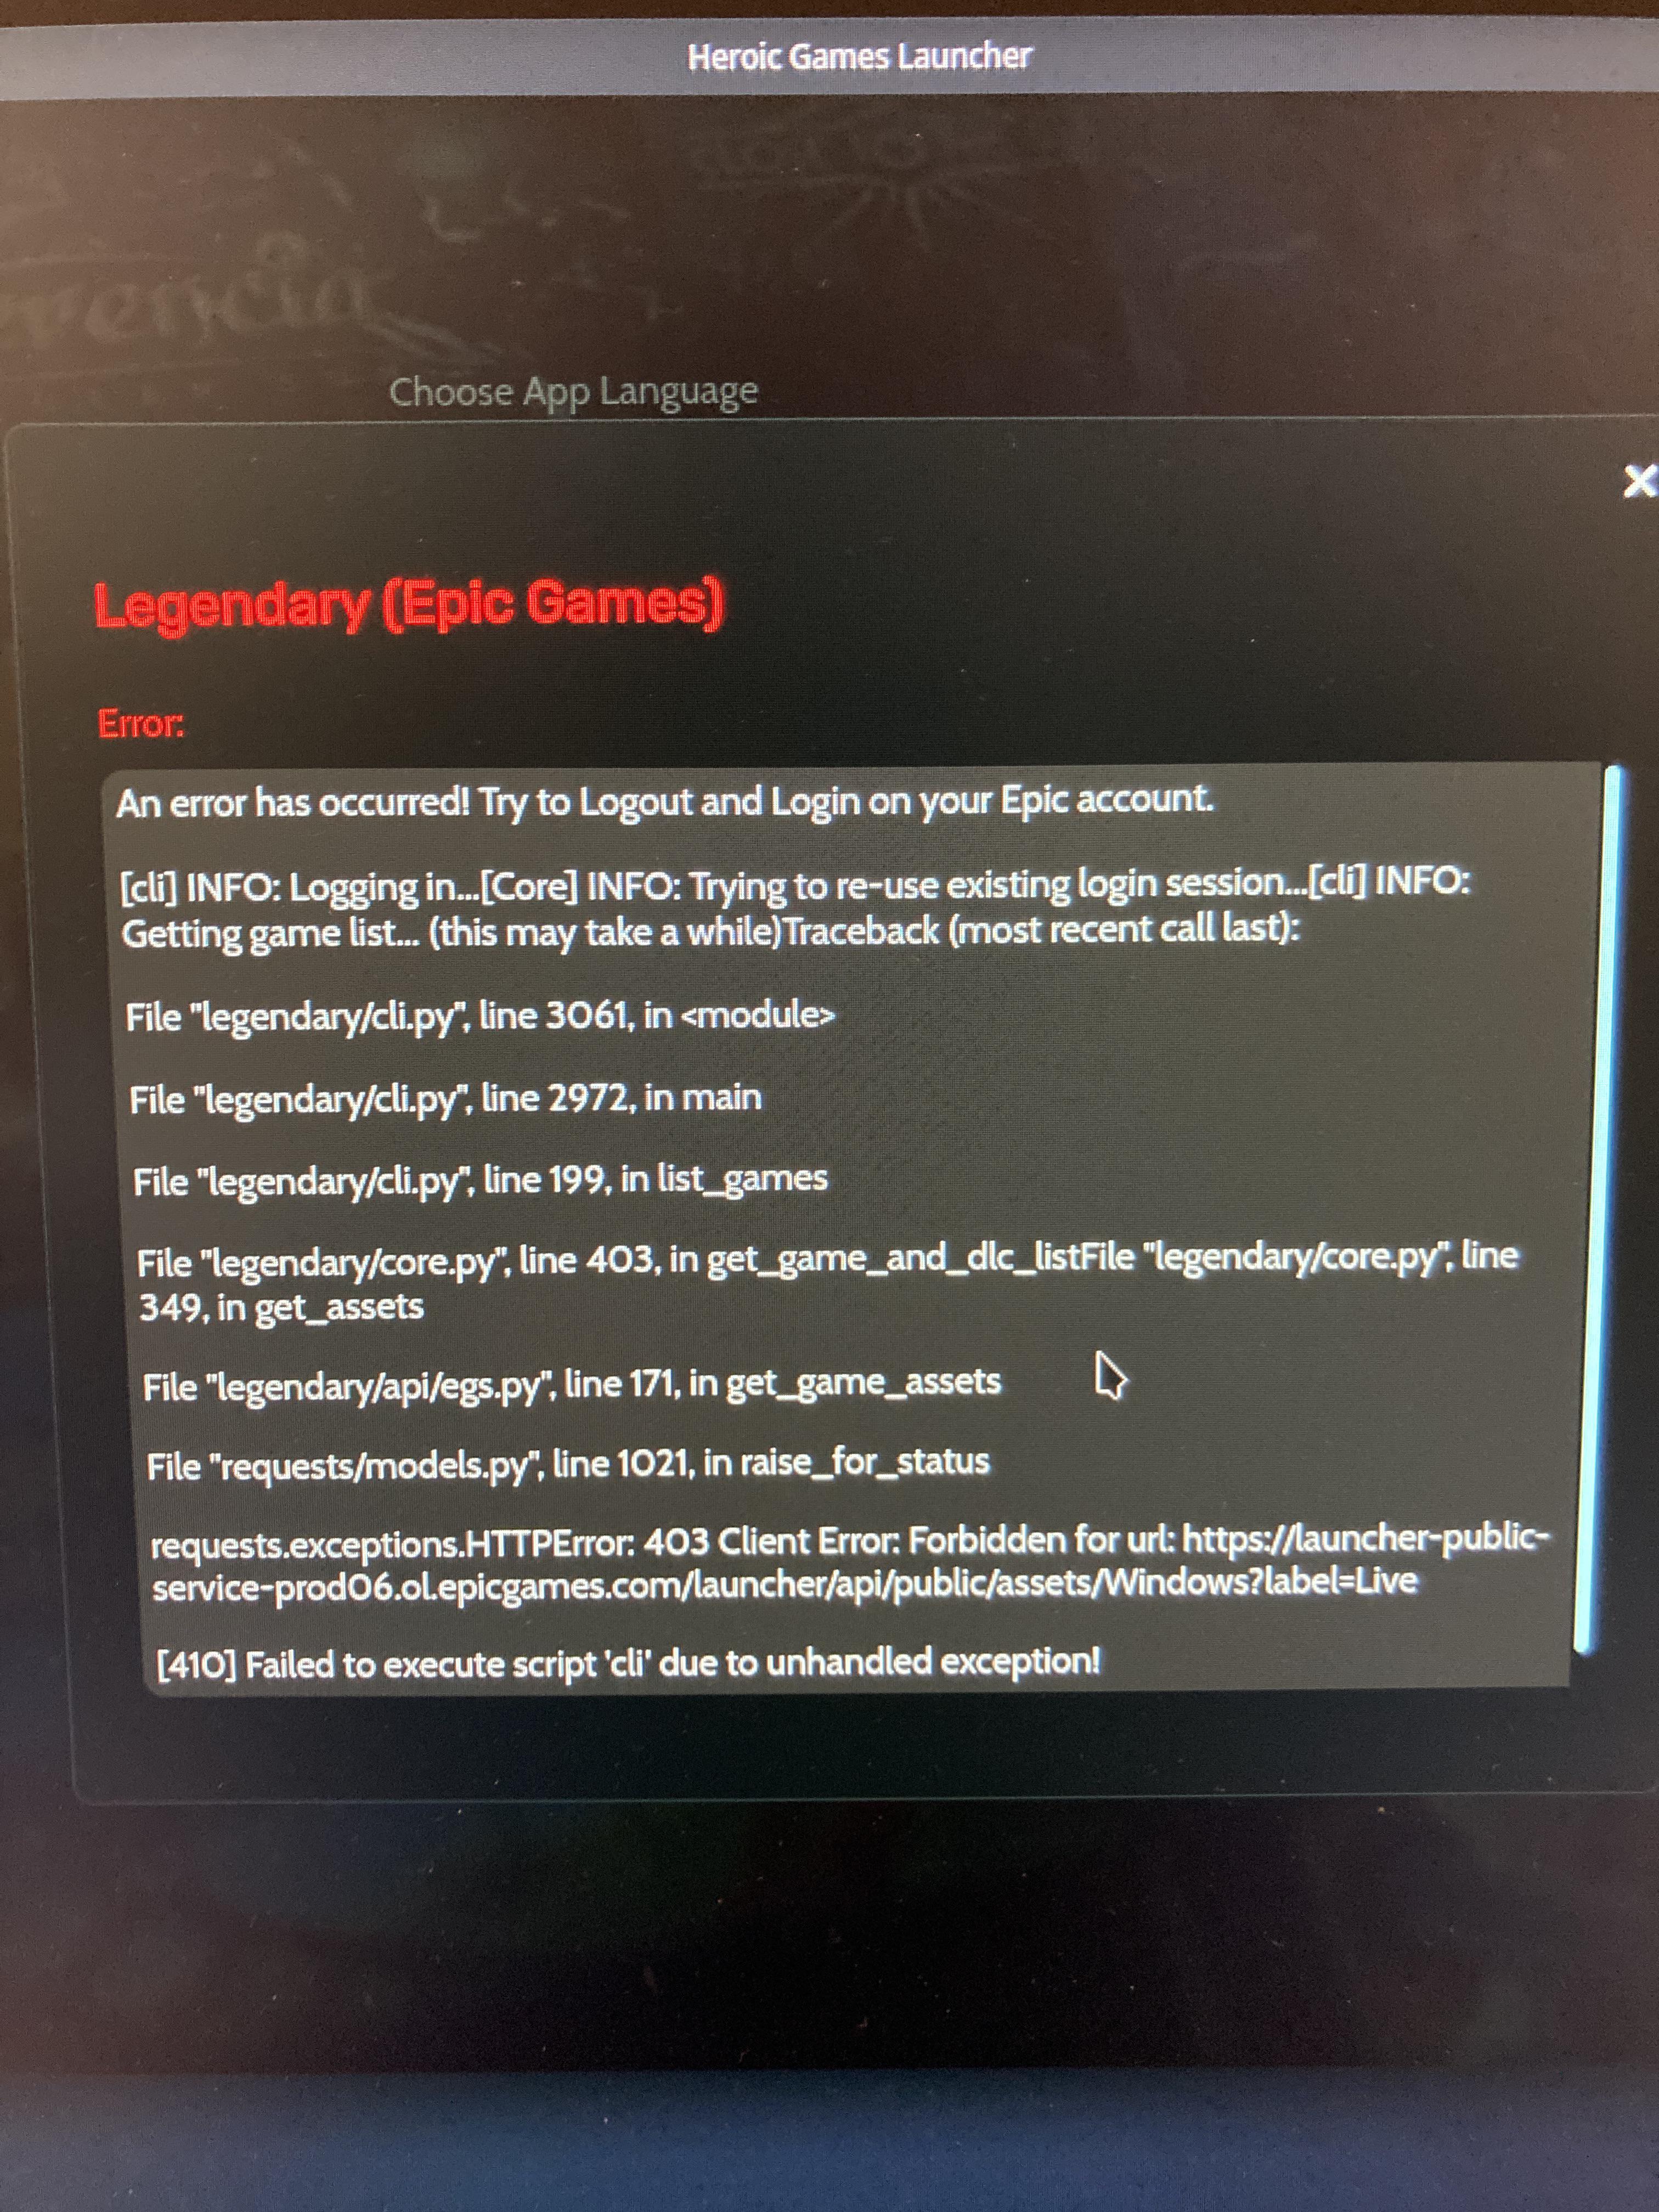 Heroic Games Launcher
Choose App Language
Legendary (Epic Games)
Error:
An error has occurred! Try to Logout and Login on your Epic account.
[cli] INFO: Logging in...[Core] INFO: Trying to re-use existing login session...[cli] INFO:
Getting game list... (this may take a while)Traceback (most recent call last):
File "legendary/cli.py", line 3061, in <module>
File "legendary/cli.py", line 2972, in main
File "legendary/cli.py", line 199, in list_games
File "legendary/core.py", line 403, in get_game_and_dlc_listFile "legendary/core.py", line
349, in get_assets
File "legendary/api/egs.py", line 171, in get_game_assets
File "requests/models.py", line 1021, in raise_for_status
requests.exceptions.HTTPError: 403 Client Error: Forbidden for url: https://launcher-public-
service-prod06.ol.epicgames.com/launcher/api/public/assets/Windows?label=Live
[410] Failed to execute script 'cli' due to unhandled exception!